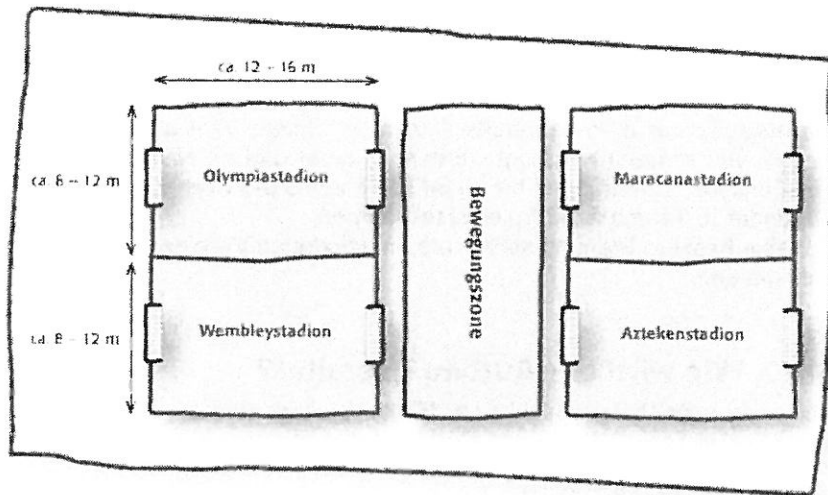 ca. 12 – 16 m
ca. 8 – 12 m
Olympiastadion
Bewegungszone
Maracanastadion
ca. 8 – 12 m
Wembleystadion
Aztekenstadion